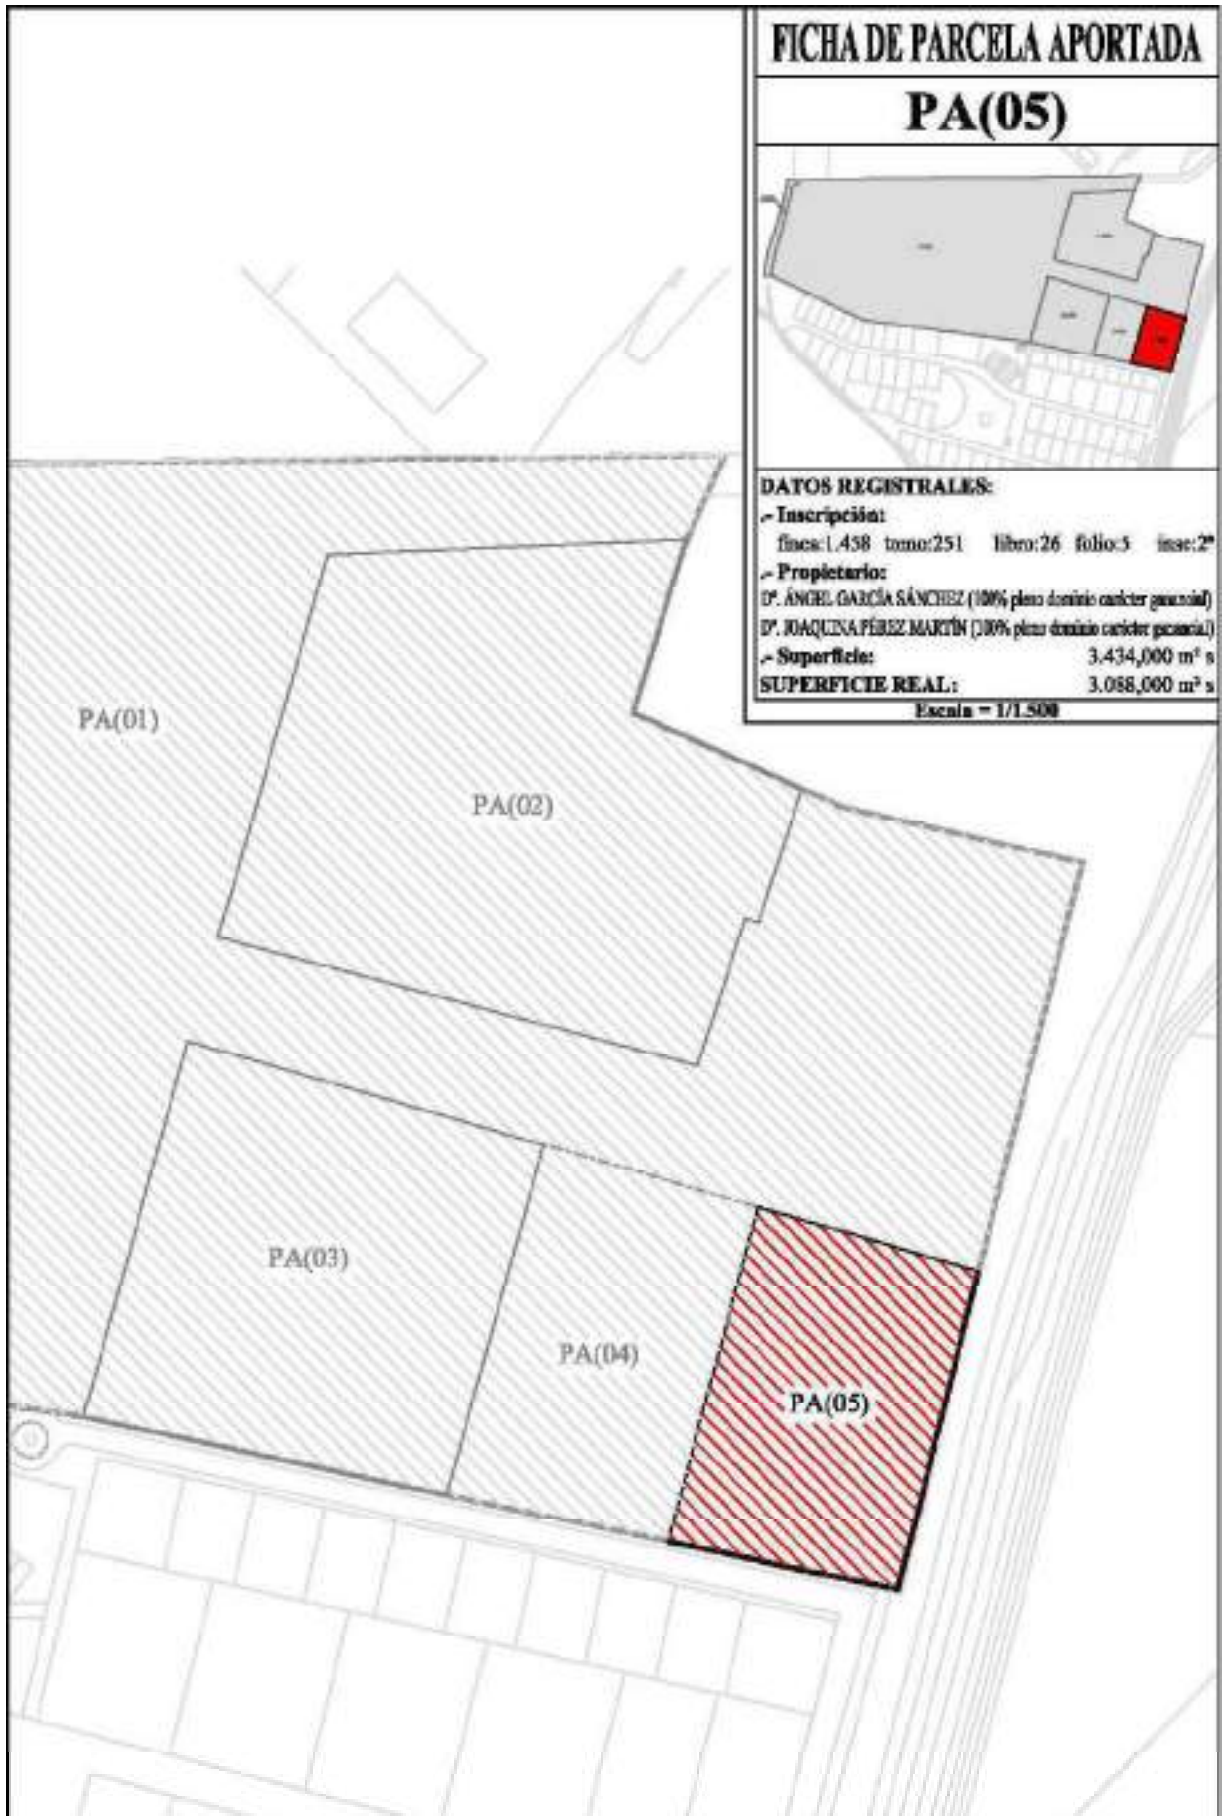 FICHA DE PARCELA APORTADA
PA(05)
DATOS REGISTRALES:
.- Inscripción:
finca:1.458 tomo:251 libro:26 folio:5 insc:2ª
.- Propietario:
Dº. ÁNGEL GARCÍA SÁNCHEZ (100% pleno dominio carácter ganancial)
Dª. JOAQUINA PÉREZ MARTÍN (100% pleno dominio carácter ganancial)
.- Superficie: 3.434,000 m² s
SUPERFICIE REAL: 3.088,000 m² s
Escala = 1/1.500
PA(01)
PA(02)
PA(03)
PA(04)
PA(05)